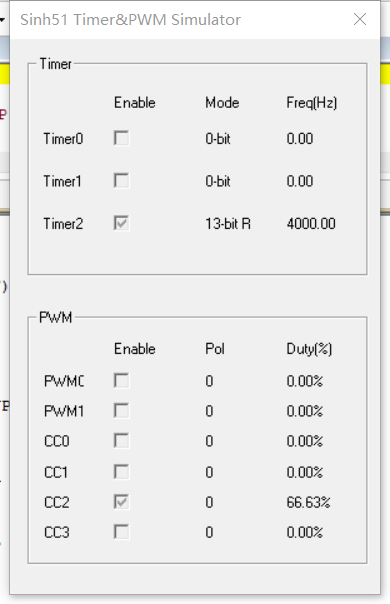 Sinh51 Timer&PWM Simulator
Timer
Enable Mode Freq(Hz)
Timer0 0-bit 0.00
Timer1 0-bit 0.00
Timer2 13-bit R 4000.00
PWM
Enable Pol Duty(%)
PWM0 0 0.00%
PWM1 0 0.00%
CC0 0 0.00%
CC1 0 0.00%
CC2 0 66.63%
CC3 0 0.00%